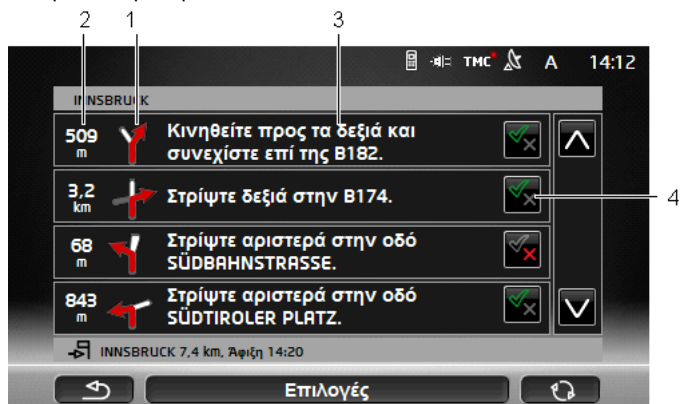 2 1 3
TMC A 14:12
INNSBRUCK
509 m
Κινηθείτε προς τα δεξιά και
συνεχίστε επί της B182.
3,2 km
Στρίψτε δεξιά στην B174.
4
68 m
Στρίψτε αριστερά στην οδό
SÜDBAHNSTRASSE.
843 m
Στρίψτε αριστερά στην οδό
SÜDTIROLER PLATZ.
INNSBRUCK 7,4 km, Άφιξη 14:20
Επιλογές